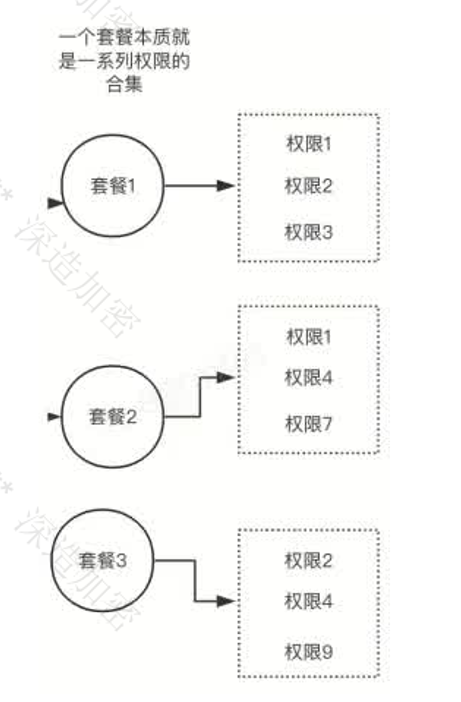 一个套餐本质就
是一系列权限的
合集
套餐1
权限1
权限2
权限3
套餐2
权限1
权限4
权限7
套餐3
权限2
权限4
权限9
深造加密
深造加密